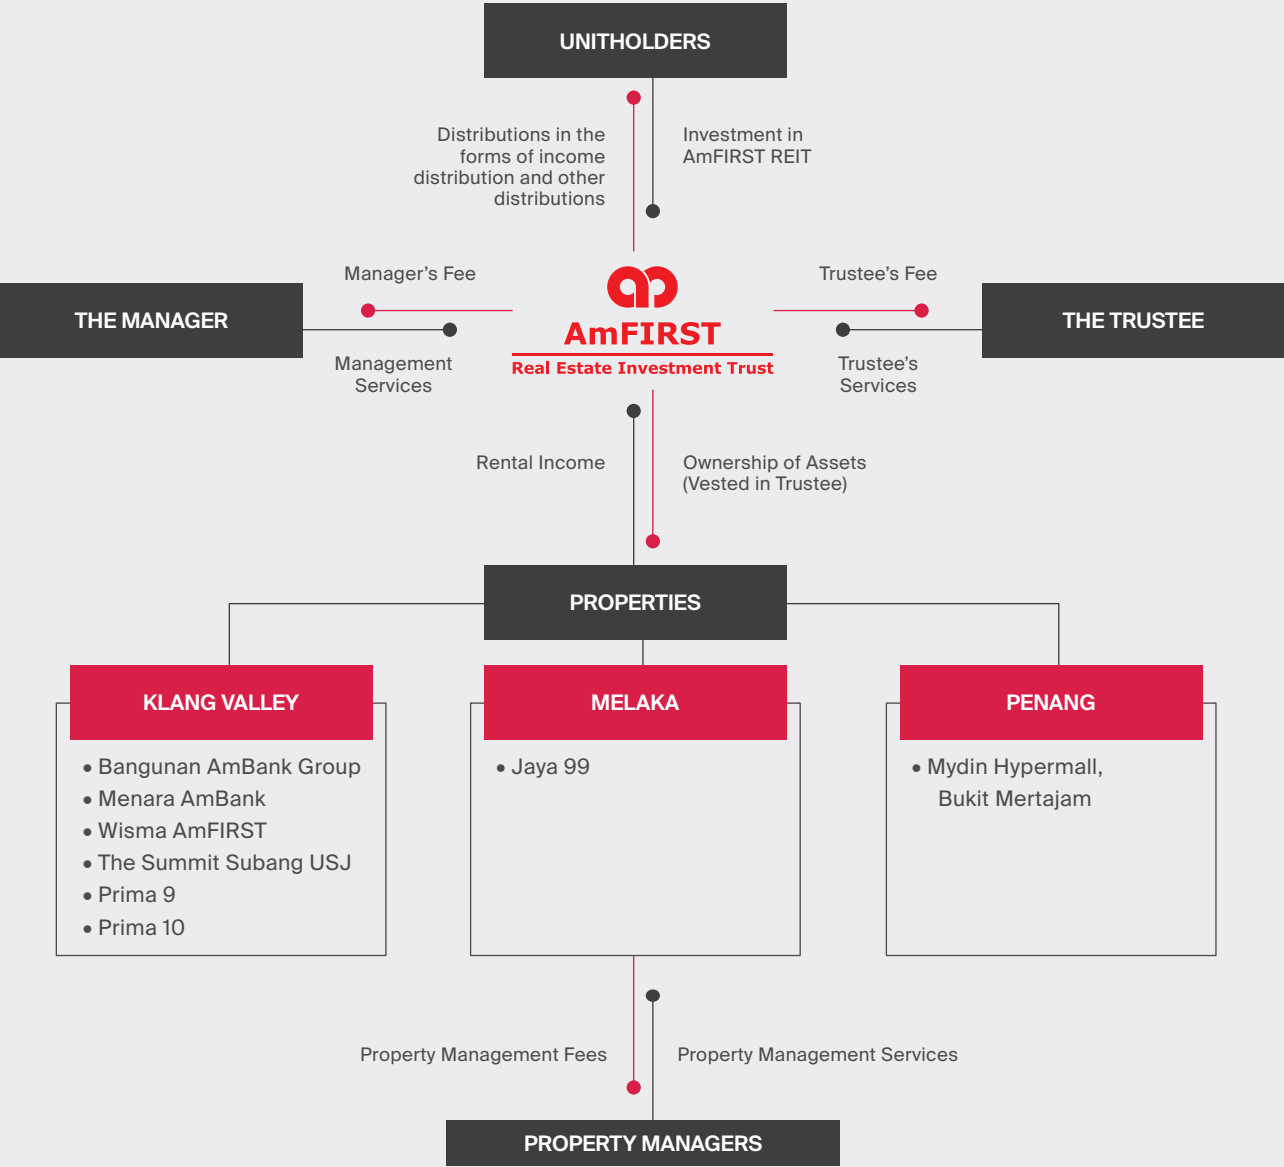 UNITHOLDERS
Distributions in the
forms of income
distribution and other
distributions
Investment in
AmFIRST REIT
Manager’s Fee
Trustee’s Fee
THE MANAGER
AmFIRST
Real Estate Investment Trust
THE TRUSTEE
Management
Services
Trustee’s
Services
Rental Income
Ownership of Assets
(Vested in Trustee)
PROPERTIES
KLANG VALLEY
• Bangunan AmBank Group
• Menara AmBank
• Wisma AmFIRST
• The Summit Subang USJ
• Prima 9
• Prima 10
MELAKA
• Jaya 99
PENANG
• Mydin Hypermall,
Bukit Mertajam
Property Management Fees
Property Management Services
PROPERTY MANAGERS